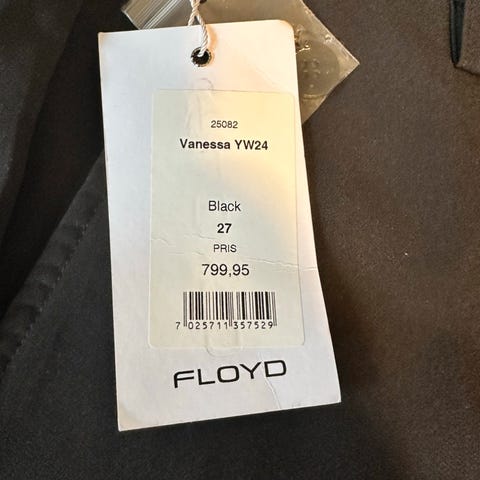 25082
Vanessa YW24
Black
27
PRIS
799,95
7 025711 357529
FLOYD